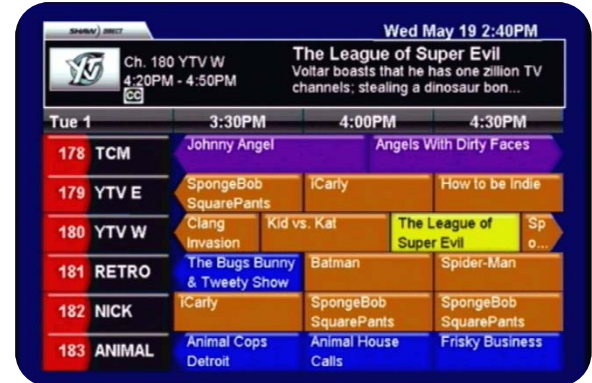 SHAW) DIRECT
Wed May 19 2:40PM
YTV
Ch. 180 YTV W
4:20PM - 4:50PM
CC
The League of Super Evil
Voltar boasts that he has one zillion TV
channels; stealing a dinosaur bon...
Tue 1 3:30PM 4:00PM 4:30PM
178 TCM Johnny Angel Angels With Dirty Faces
179 YTV E SpongeBob iCarly How to be Indie
SquarePants
180 YTV W Clang Kid vs. Kat The League of Sp
Invasion Super Evil o...
181 RETRO The Bugs Bunny Batman Spider-Man
& Tweety Show
182 NICK iCarly SpongeBob SpongeBob
SquarePants SquarePants
183 ANIMAL Animal Cops Animal House Frisky Business
Detroit Calls